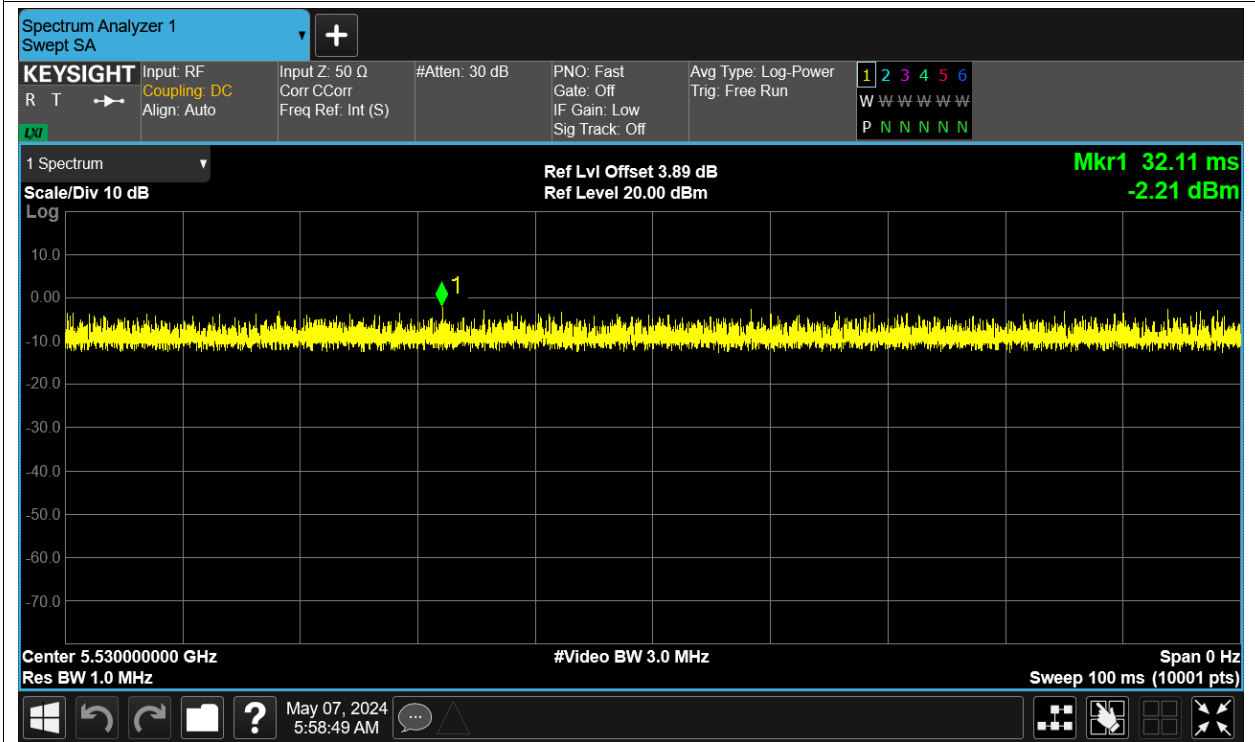 Spectrum Analyzer 1
Swept SA
KEYSIGHT
R T
LXI
Input: RF
Coupling: DC
Align: Auto
Input Z: 50 Ω
Corr CCorr
Freq Ref: Int (S)
#Atten: 30 dB
PNO: Fast
Gate: Off
IF Gain: Low
Sig Track: Off
Avg Type: Log-Power
Trig: Free Run
1 2 3 4 5 6
W W W W W W
P N N N N N
1 Spectrum
Scale/Div 10 dB
Ref Lvl Offset 3.89 dB
Ref Level 20.00 dBm
Mkr1 32.11 ms
-2.21 dBm
Log
10.0
1
0.00
-10.0
-20.0
-30.0
-40.0
-50.0
-60.0
-70.0
Center 5.530000000 GHz
#Video BW 3.0 MHz
Span 0 Hz
Res BW 1.0 MHz
Sweep 100 ms (10001 pts)
?
May 07, 2024
5:58:49 AM